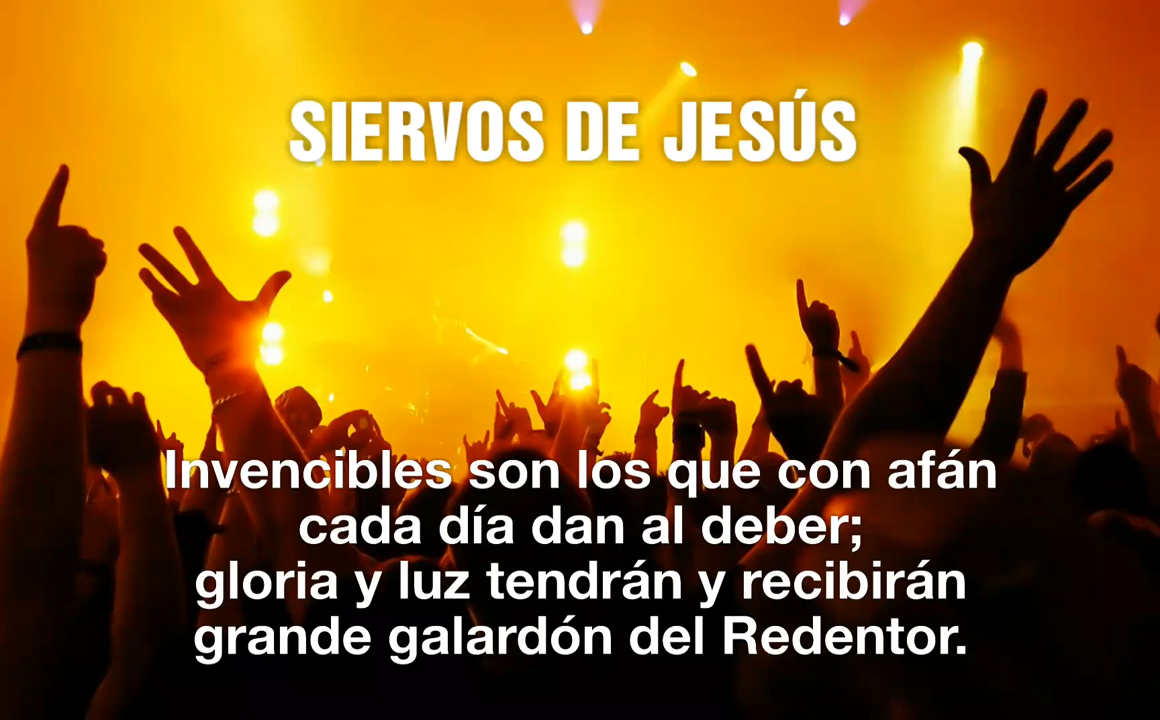 SIERVOS DE JESÚS
Invencibles son los que con afán
cada día dan al deber;
gloria y luz tendrán y recibirán
grande galardón del Redentor.